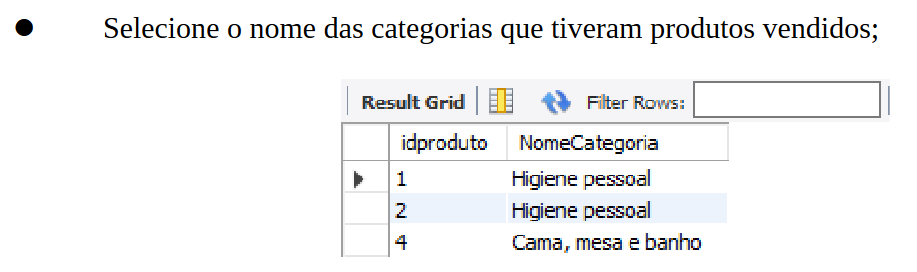 ● Selecione o nome das categorias que tiveram produtos vendidos;
Result Grid Filter Rows:
idproduto NomeCategoria
1 Higiene pessoal
2 Higiene pessoal
4 Cama, mesa e banho